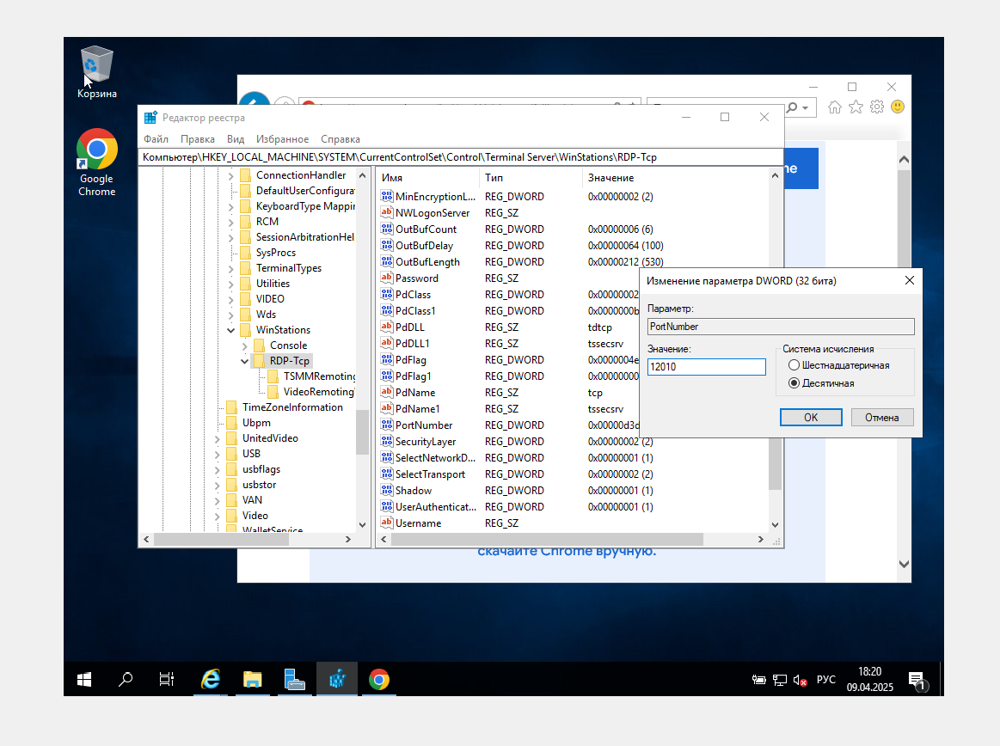 Корзина
Google
Chrome
me
Редактор реестра
Файл Правка Вид Избранное Справка
Компьютер\HKEY_LOCAL_MACHINE\SYSTEM\CurrentControlSet\Control\Terminal Server\WinStations\RDP-Tcp
ConnectionHandler
DefaultUserConfigurat
KeyboardType Mappin
RCM
SessionArbitrationHel
SysProcs
TerminalTypes
Utilities
VIDEO
Wds
WinStations
Console
RDP-Tcp
TSMMRemoting
VideoRemoting
TimeZoneInformation
Ubpm
UnitedVideo
USB
usbflags
usbstor
VAN
Video
WalletService
Имя Тип Значение
MinEncryptionL... REG_DWORD 0x00000002 (2)
NWLogonServer REG_SZ
OutBufCount REG_DWORD 0x00000006 (6)
OutBufDelay REG_DWORD 0x00000064 (100)
OutBufLength REG_DWORD 0x00000212 (530)
Password REG_SZ
PdClass REG_DWORD 0x00000002
PdClass1 REG_DWORD 0x0000000b
PdDLL REG_SZ tdtcp
PdDLL1 REG_SZ tssecsrv
PdFlag REG_DWORD 0x0000004e
PdFlag1 REG_DWORD 0x00000000
PdName REG_SZ tcp
PdName1 REG_SZ tssecsrv
PortNumber REG_DWORD 0x00000d3d
SecurityLayer REG_DWORD 0x00000002 (2)
SelectNetworkD... REG_DWORD 0x00000001 (1)
SelectTransport REG_DWORD 0x00000002 (2)
Shadow REG_DWORD 0x00000001 (1)
UserAuthenticat... REG_DWORD 0x00000001 (1)
Username REG_SZ
Изменение параметра DWORD (32 бита)
Параметр:
PortNumber
Значение:
12010
Система исчисления
Шестнадцатеричная
Десятичная
OK Отмена
скачайте Chrome вручную.
РУС
18:20
09.04.2025
1